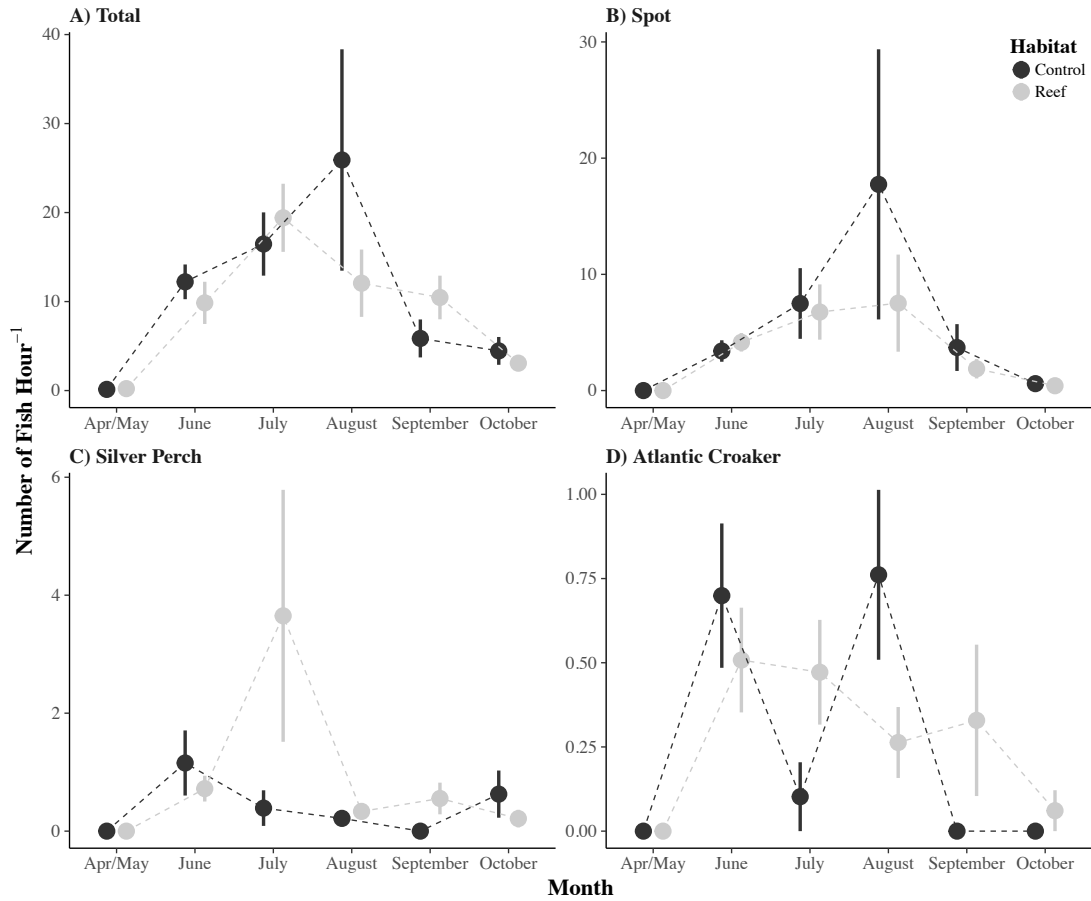 A) Total
40
30
20
10
0
Apr/May June July August September October
B) Spot
30
20
10
0
Apr/May June July August September October
Habitat
Control
Reef
C) Silver Perch
6
4
2
0
Apr/May June July August September October
D) Atlantic Croaker
1.00
0.75
0.50
0.25
0.00
Apr/May June July August September October
Number of Fish Hour⁻¹
Month